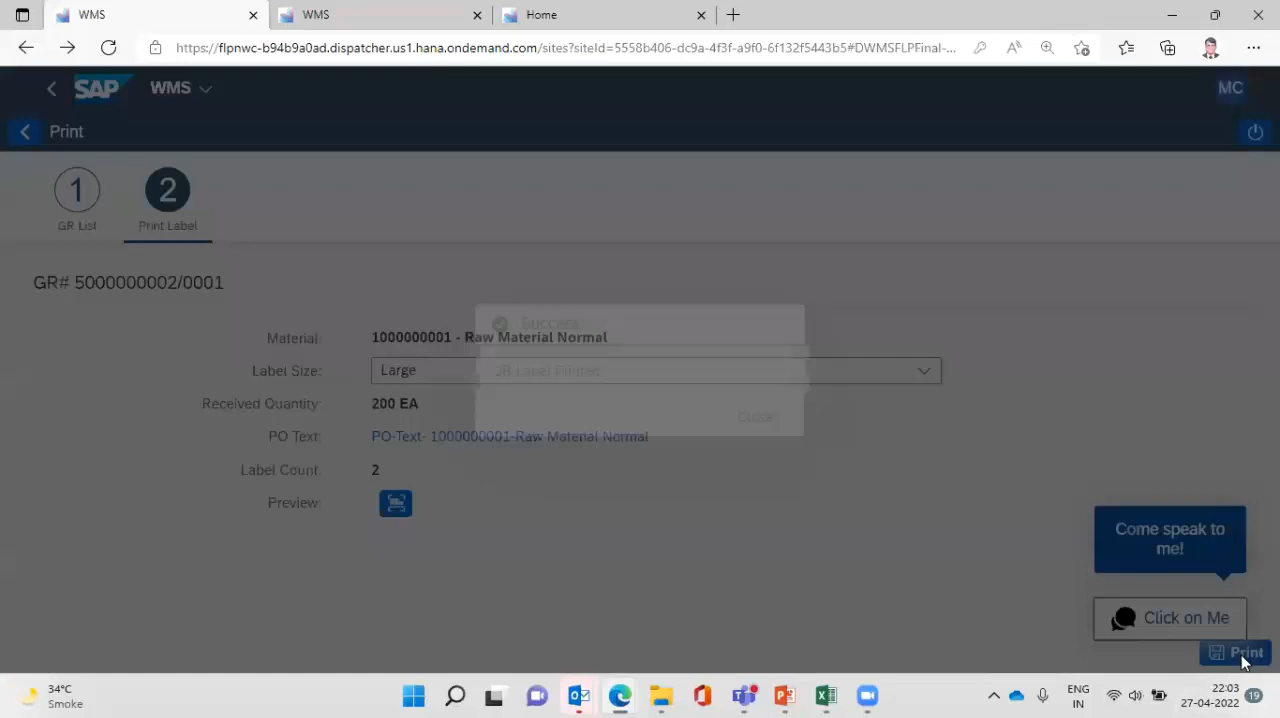 WMS
WMS
Home
https://flpnwc-b94b9a0ad.dispatcher.us1.hana.ondemand.com/sites?siteId=5558b406-dc9a-4f3f-a9f0-6f132f5443b5#DWMSFLPFinal-...
SAP WMS MC
Print
1 2
GR List Print Label
GR# 5000000002/0001
Success
Material: 1000000001 - Raw Material Normal
Label Size: Large
Label Printed
Received Quantity: 200 EA
Close
PO Text: PO-Text- 1000000001-Raw Material Normal
Label Count: 2
Preview:
Come speak to
me!
Click on Me
Print
34°C
Smoke
ENG
IN
22:03
27-04-2022
19